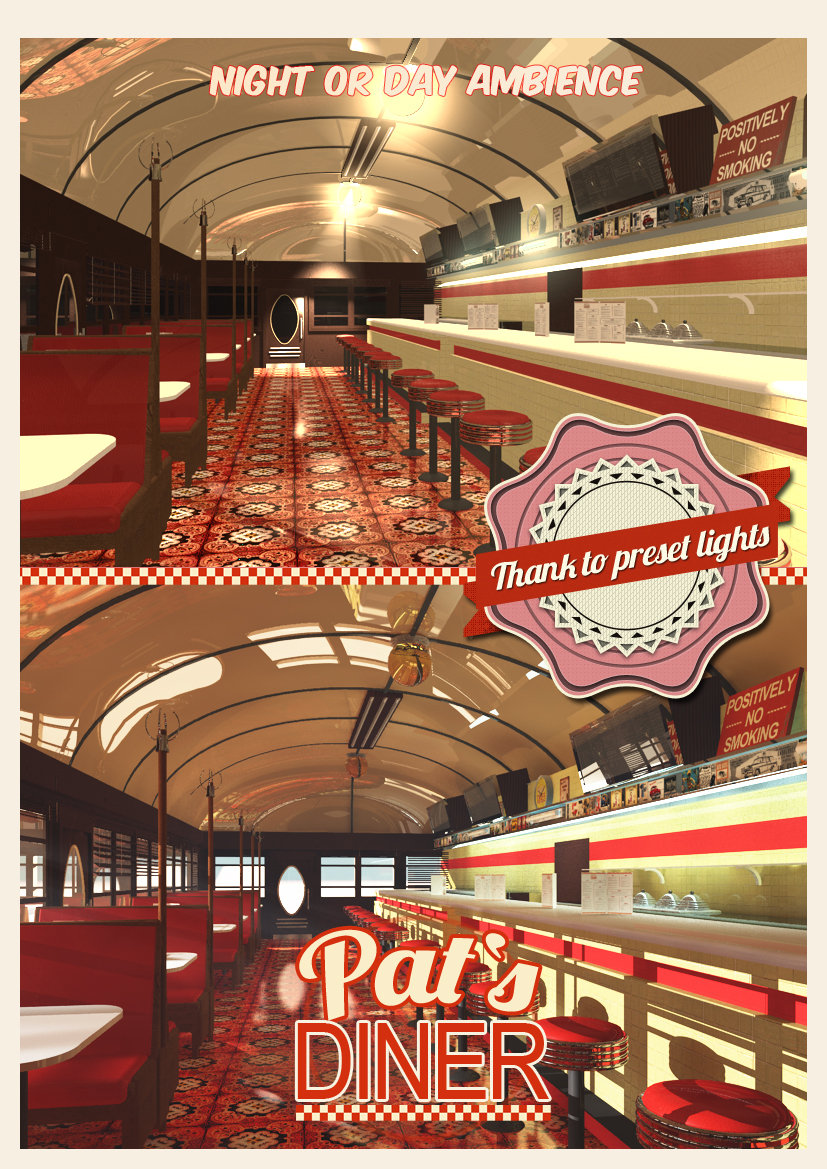 NIGHT OR DAY AMBIENCE
POSITIVELY
NO
SMOKING
Thank to preset lights
POSITIVELY
NO
SMOKING
Pat's
DINER